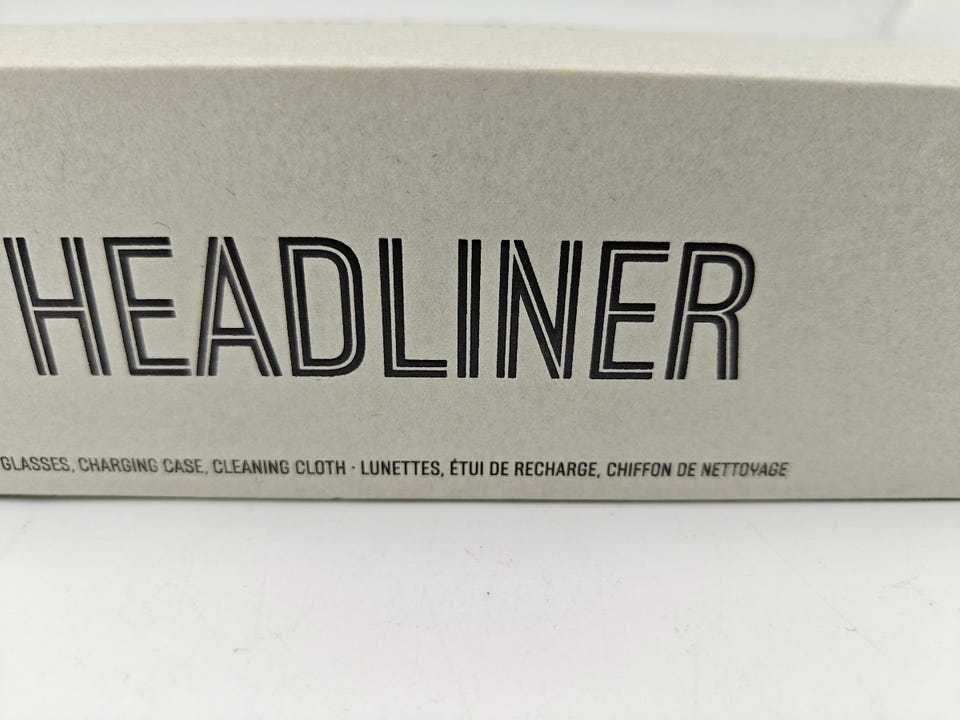 HEADLINER
GLASSES, CHARGING CASE, CLEANING CLOTH · LUNETTES, ÉTUI DE RECHARGE, CHIFFON DE NETTOYAGE